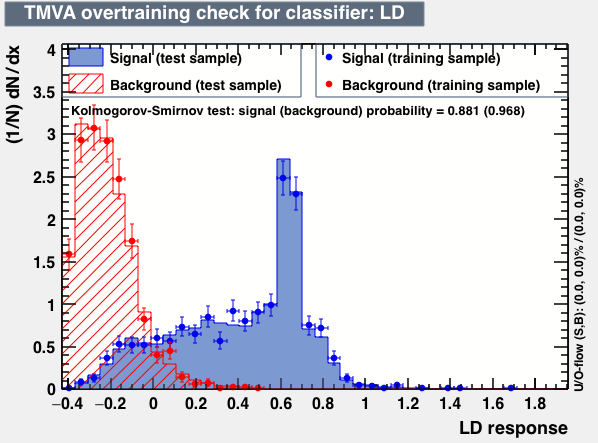 TMVA overtraining check for classifier: LD
(1/N) dN / dx
Signal (test sample)
Background (test sample)
Signal (training sample)
Background (training sample)
Kolmogorov-Smirnov test: signal (background) probability = 0.881 (0.968)
4
3.5
3
2.5
2
1.5
1
0.5
0
−0.4 −0.2 0 0.2 0.4 0.6 0.8 1 1.2 1.4 1.6 1.8
LD response
U/O-flow (S,B): (0.0, 0.0)% / (0.0, 0.0)%